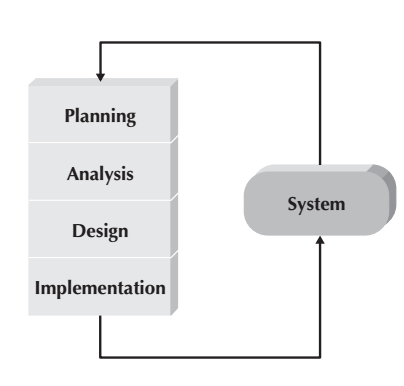 Planning
Analysis
Design
Implementation
System